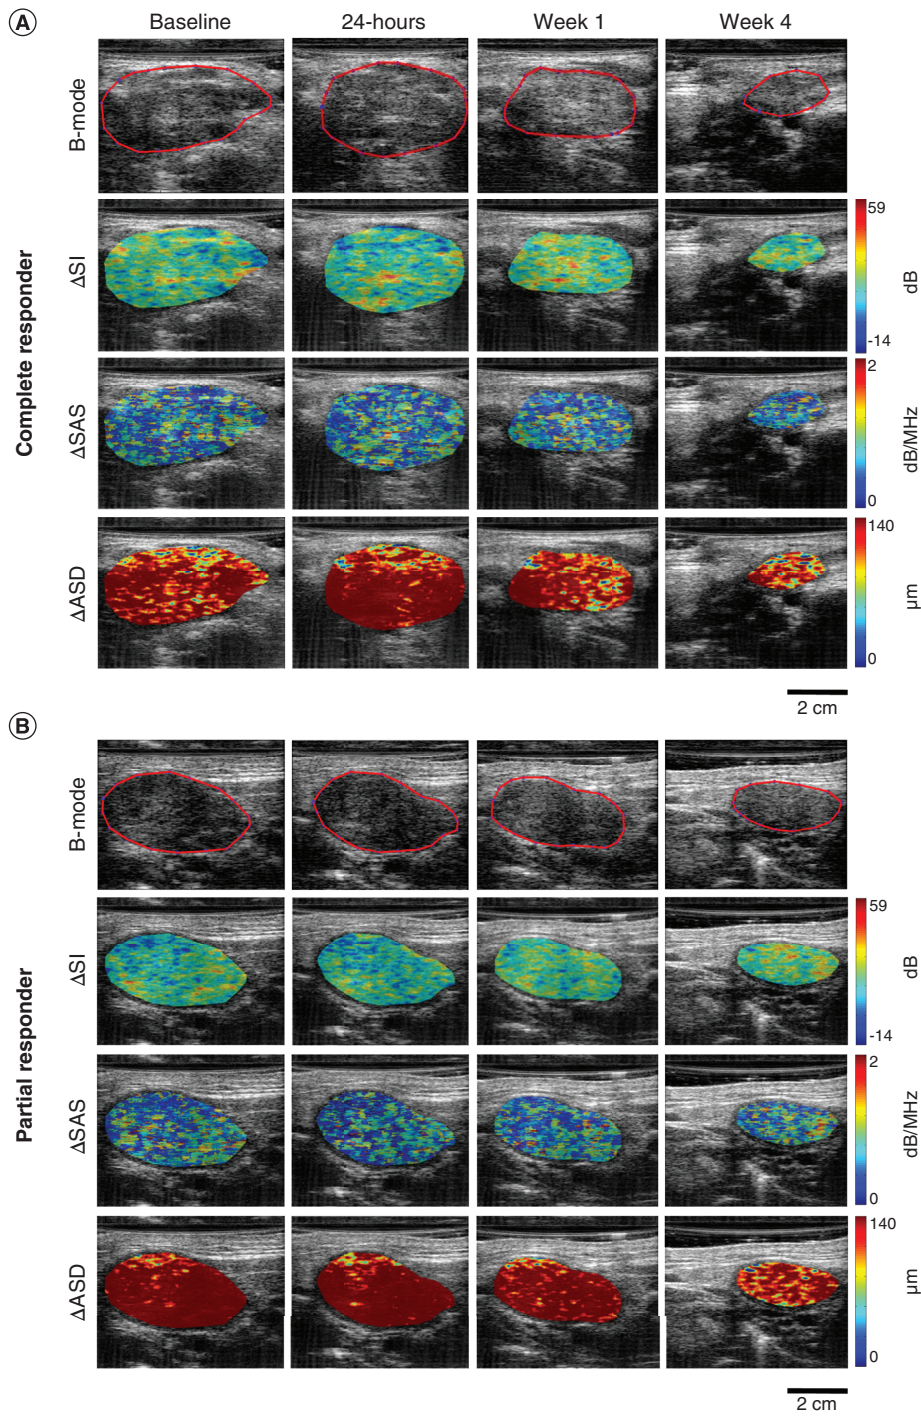 A
Baseline 24-hours Week 1 Week 4
Complete responder
B-mode
ΔSI
59
dB
-14
ΔSAS
2
dB/MHz
0
ΔASD
140
µm
0
2 cm
B
Partial responder
B-mode
ΔSI
59
dB
-14
ΔSAS
2
dB/MHz
0
ΔASD
140
µm
0
2 cm